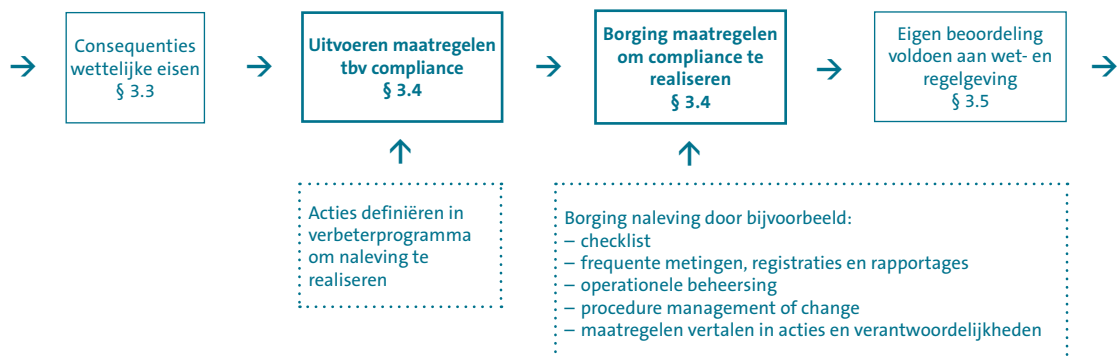 Consequenties
wettelijke eisen
§ 3.3
Uitvoeren maatregelen
tbv compliance
§ 3.4
Borging maatregelen
om compliance te
realiseren
§ 3.4
Eigen beoordeling
voldoen aan wet- en
regelgeving
§ 3.5
Acties definiëren in
verbeterprogramma
om naleving te
realiseren
Borging naleving door bijvoorbeeld:
– checklist
– frequente metingen, registraties en rapportages
– operationele beheersing
– procedure management of change
– maatregelen vertalen in acties en verantwoordelijkheden